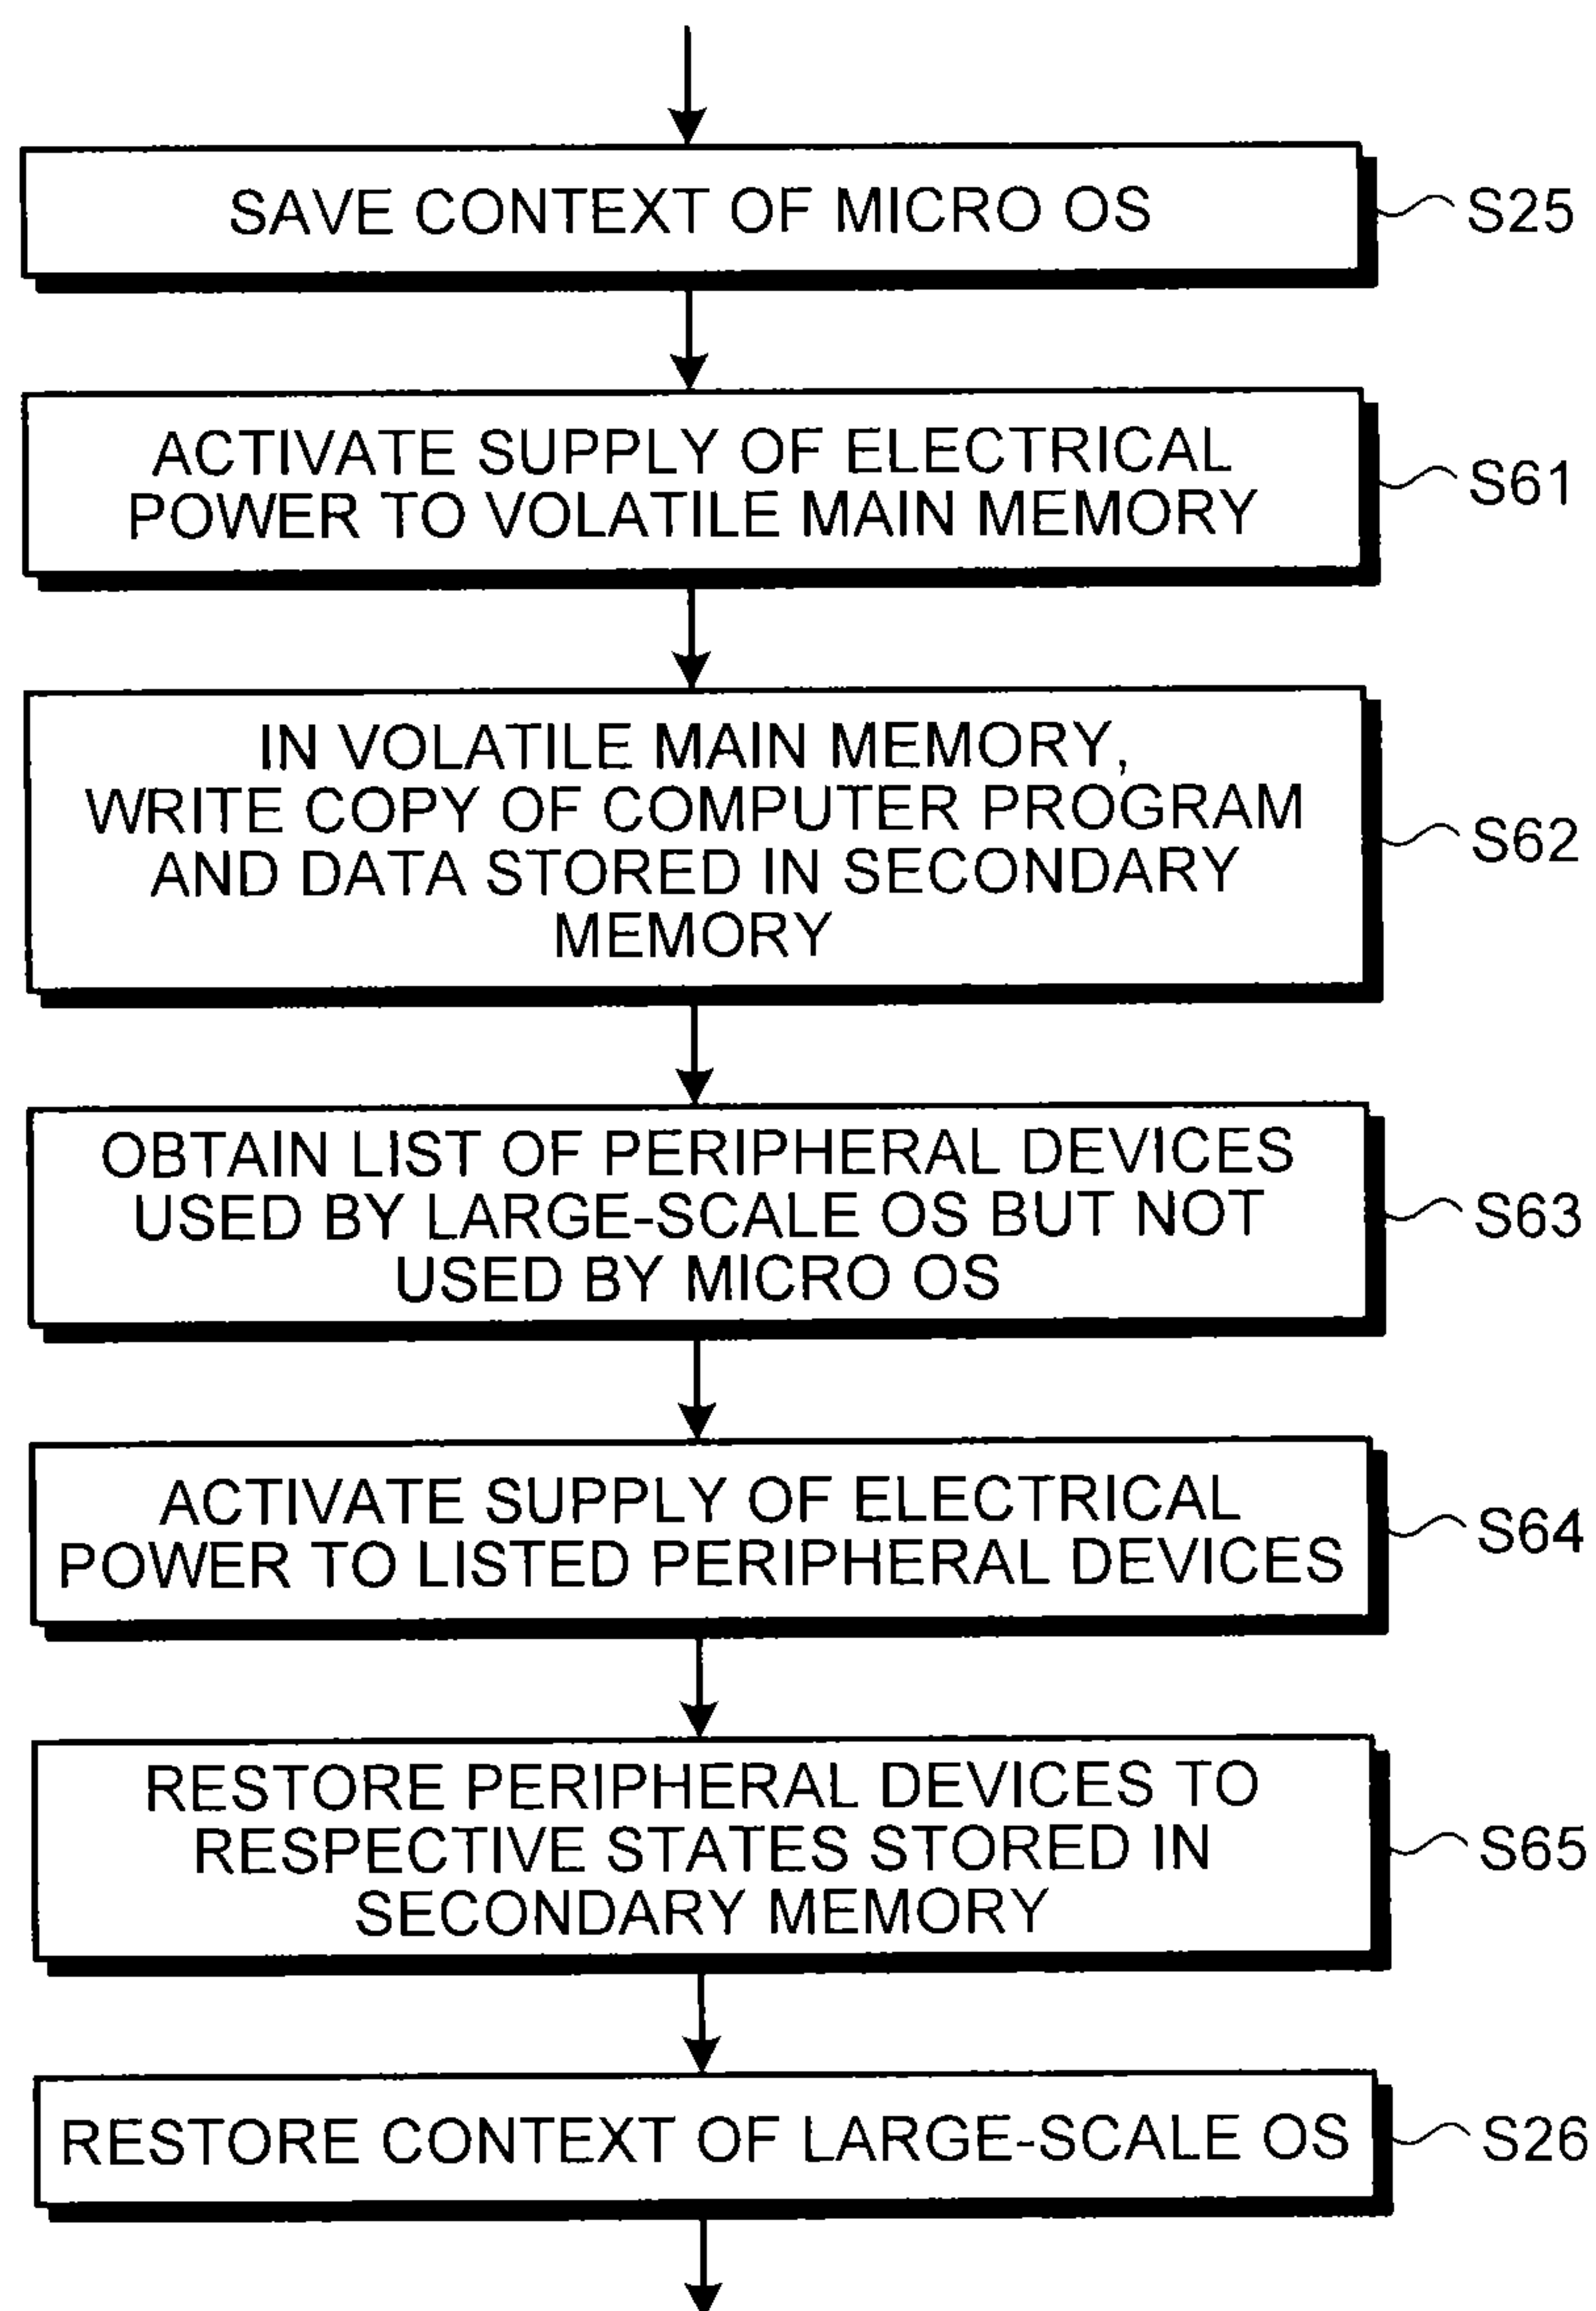 SAVE CONTEXT OF MICRO OS
S25
ACTIVATE SUPPLY OF ELECTRICAL
POWER TO VOLATILE MAIN MEMORY
S61
IN VOLATILE MAIN MEMORY,
WRITE COPY OF COMPUTER PROGRAM
AND DATA STORED IN SECONDARY
MEMORY
S62
OBTAIN LIST OF PERIPHERAL DEVICES
USED BY LARGE-SCALE OS BUT NOT
USED BY MICRO OS
S63
ACTIVATE SUPPLY OF ELECTRICAL
POWER TO LISTED PERIPHERAL DEVICES
S64
RESTORE PERIPHERAL DEVICES TO
RESPECTIVE STATES STORED IN
SECONDARY MEMORY
S65
RESTORE CONTEXT OF LARGE-SCALE OS
S26